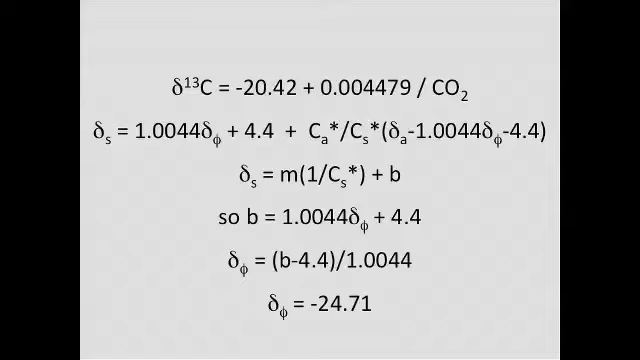 δ¹³C = -20.42 + 0.004479 / CO₂
δₛ = 1.0044δᵩ + 4.4 + Cₐ*/Cₛ*(δₐ-1.0044δᵩ-4.4)
δₛ = m(1/Cₛ*) + b
so b = 1.0044δᵩ + 4.4
δᵩ = (b-4.4)/1.0044
δᵩ = -24.71